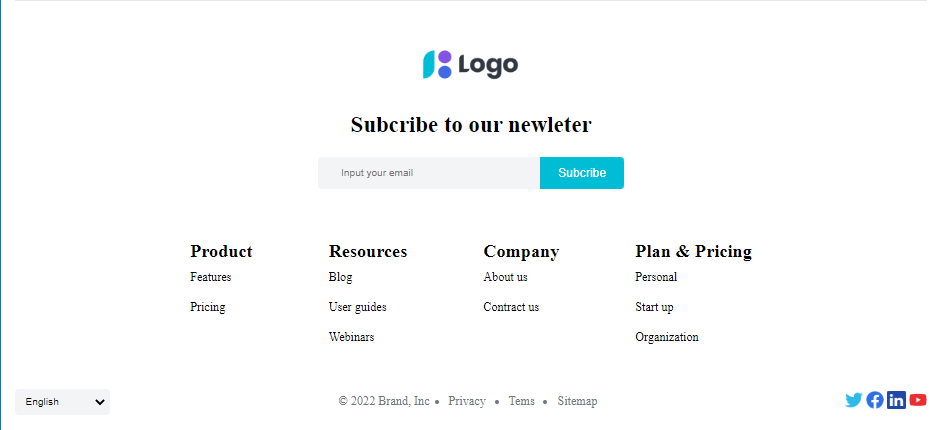 Logo
Subcribe to our newleter
Input your email Subcribe
Product Resources Company Plan & Pricing
Features Blog About us Personal
Pricing User guides Contract us Start up
Webinars Organization
English © 2022 Brand, Inc • Privacy • Tems • Sitemap